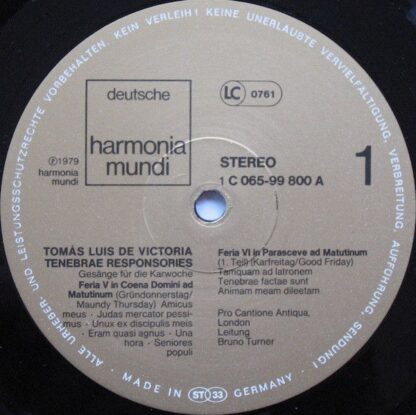 ALLE URHEBER- UND LEISTUNGSSCHUTZRECHTE VORBEHALTEN. KEIN VERLEIH! KEINE UNERLAUBTE VERVIELFÄLTIGUNG, VERBREITUNG, AUFFÜHRUNG, SENDUNG!
deutsche
harmonia
mundi
LC 0761
℗ 1979
harmonia
mundi
STEREO
1 C 065-99 800 A
1
TOMÁS LUIS DE VICTORIA
TENEBRAE RESPONSORIES
Gesänge für die Karwoche
Feria V in Coena Domini ad
Matutinum (Gründonnerstag/
Maundy Thursday) Amicus
meus · Judas mercator pessi-
mus · Unux ex discipulis meis
· Eram quasi agnus · Una
hora · Seniores
populi
Feria VI in Parasceve ad Matutinum
(1. Teil) (Karfreitag/Good Friday)
Tamquam ad latronem
Tenebrae factae sunt
Animam meam dileetam
Pro Cantione Antiqua,
London
Leitung
Bruno Turner
MADE IN GERMANY
ST 33